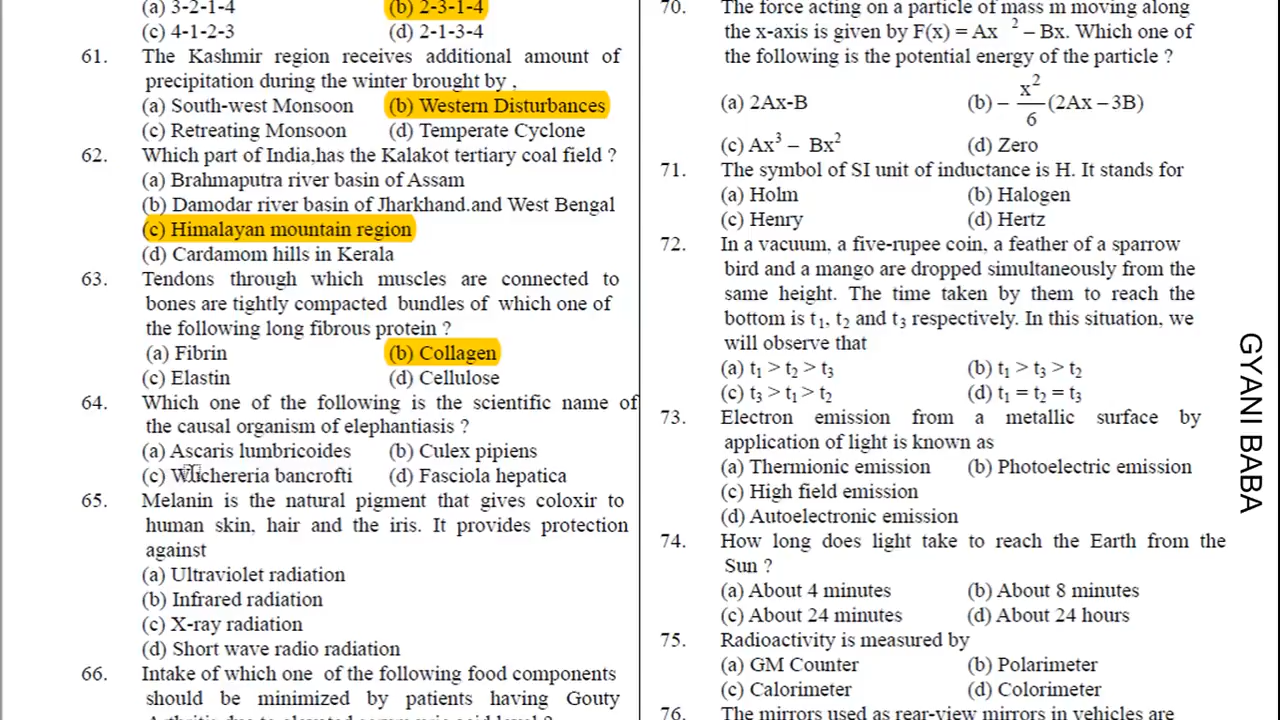 (a) 3-2-1-4 (b) 2-3-1-4
(c) 4-1-2-3 (d) 2-1-3-4
61. The Kashmir region receives additional amount of
precipitation during the winter brought by .
(a) South-west Monsoon (b) Western Disturbances
(c) Retreating Monsoon (d) Temperate Cyclone
62. Which part of India,has the Kalakot tertiary coal field ?
(a) Brahmaputra river basin of Assam
(b) Damodar river basin of Jharkhand.and West Bengal
(c) Himalayan mountain region
(d) Cardamom hills in Kerala
63. Tendons through which muscles are connected to
bones are tightly compacted bundles of which one of
the following long fibrous protein ?
(a) Fibrin (b) Collagen
(c) Elastin (d) Cellulose
64. Which one of the following is the scientific name of
the causal organism of elephantiasis ?
(a) Ascaris lumbricoides (b) Culex pipiens
(c) Wuchereria bancrofti (d) Fasciola hepatica
65. Melanin is the natural pigment that gives coloxir to
human skin, hair and the iris. It provides protection
against
(a) Ultraviolet radiation
(b) Infrared radiation
(c) X-ray radiation
(d) Short wave radio radiation
66. Intake of which one of the following food components
should be minimized by patients having Gouty
70. The force acting on a particle of mass m moving along
the x-axis is given by F(x) = Ax ² – Bx. Which one of
the following is the potential energy of the particle ?
(a) 2Ax-B (b) – x²/6 (2Ax – 3B)
(c) Ax³ – Bx² (d) Zero
71. The symbol of SI unit of inductance is H. It stands for
(a) Holm (b) Halogen
(c) Henry (d) Hertz
72. In a vacuum, a five-rupee coin, a feather of a sparrow
bird and a mango are dropped simultaneously from the
same height. The time taken by them to reach the
bottom is t₁, t₂ and t₃ respectively. In this situation, we
will observe that
(a) t₁ > t₂ > t₃ (b) t₁ > t₃ > t₂
(c) t₃ > t₁ > t₂ (d) t₁ = t₂ = t₃
73. Electron emission from a metallic surface by
application of light is known as
(a) Thermionic emission (b) Photoelectric emission
(c) High field emission
(d) Autoelectronic emission
74. How long does light take to reach the Earth from the
Sun ?
(a) About 4 minutes (b) About 8 minutes
(c) About 24 minutes (d) About 24 hours
75. Radioactivity is measured by
(a) GM Counter (b) Polarimeter
(c) Calorimeter (d) Colorimeter
76. The mirrors used as rear-view mirrors in vehicles are
GYANI BABA